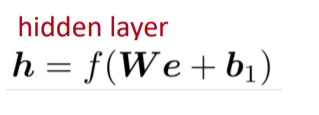 hidden layer
h = f(We + b₁)